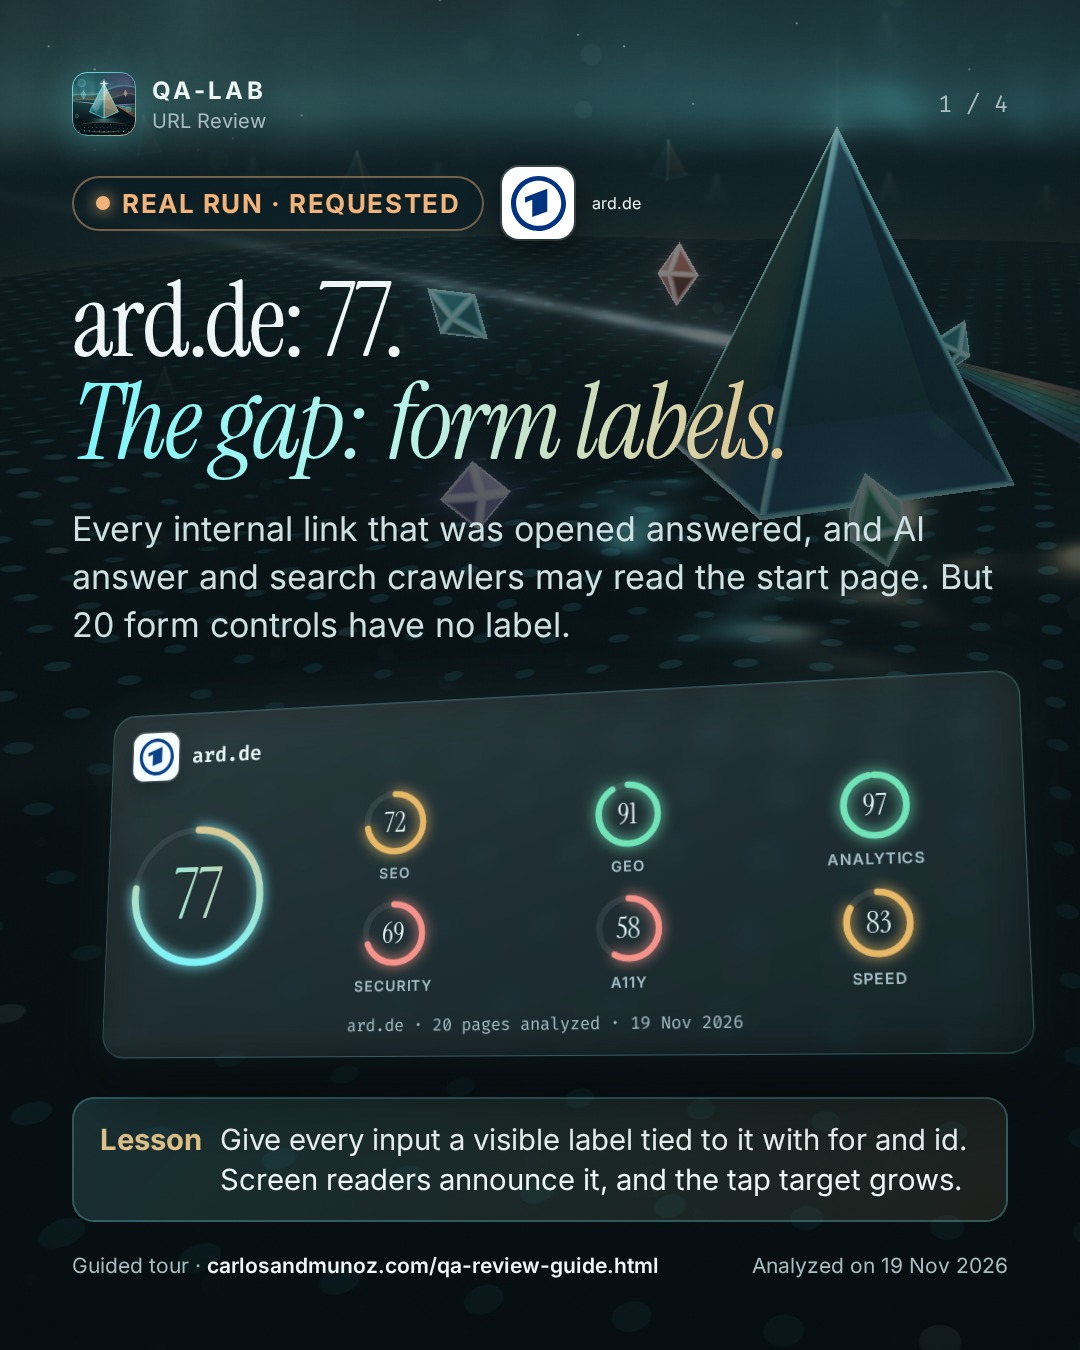 QA-LAB
URL Review
1 / 4
REAL RUN · REQUESTED
ard.de
ard.de: 77.
The gap: form labels.
Every internal link that was opened answered, and AI
answer and search crawlers may read the start page. But
20 form controls have no label.
ard.de
77
72
SEO
91
GEO
97
ANALYTICS
69
SECURITY
58
A11Y
83
SPEED
ard.de · 20 pages analyzed · 19 Nov 2026
Lesson Give every input a visible label tied to it with for and id.
Screen readers announce it, and the tap target grows.
Guided tour · carlosandmunoz.com/qa-review-guide.html
Analyzed on 19 Nov 2026